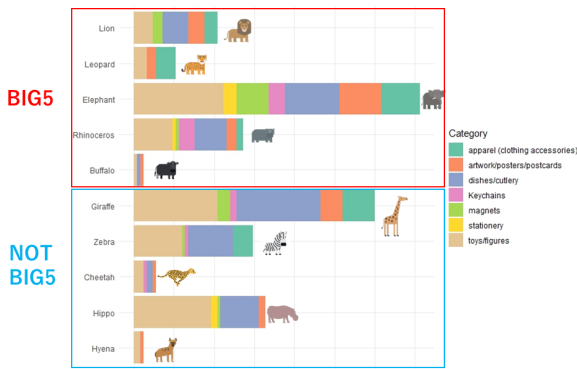 BIG5
Lion
Leopard
Elephant
Rhinoceros
Buffalo
NOT
BIG5
Giraffe
Zebra
Cheetah
Hippo
Hyena
Category
apparel (clothing accessories)
artwork/posters/postcards
dishes/cutlery
Keychains
magnets
stationery
toys/figures